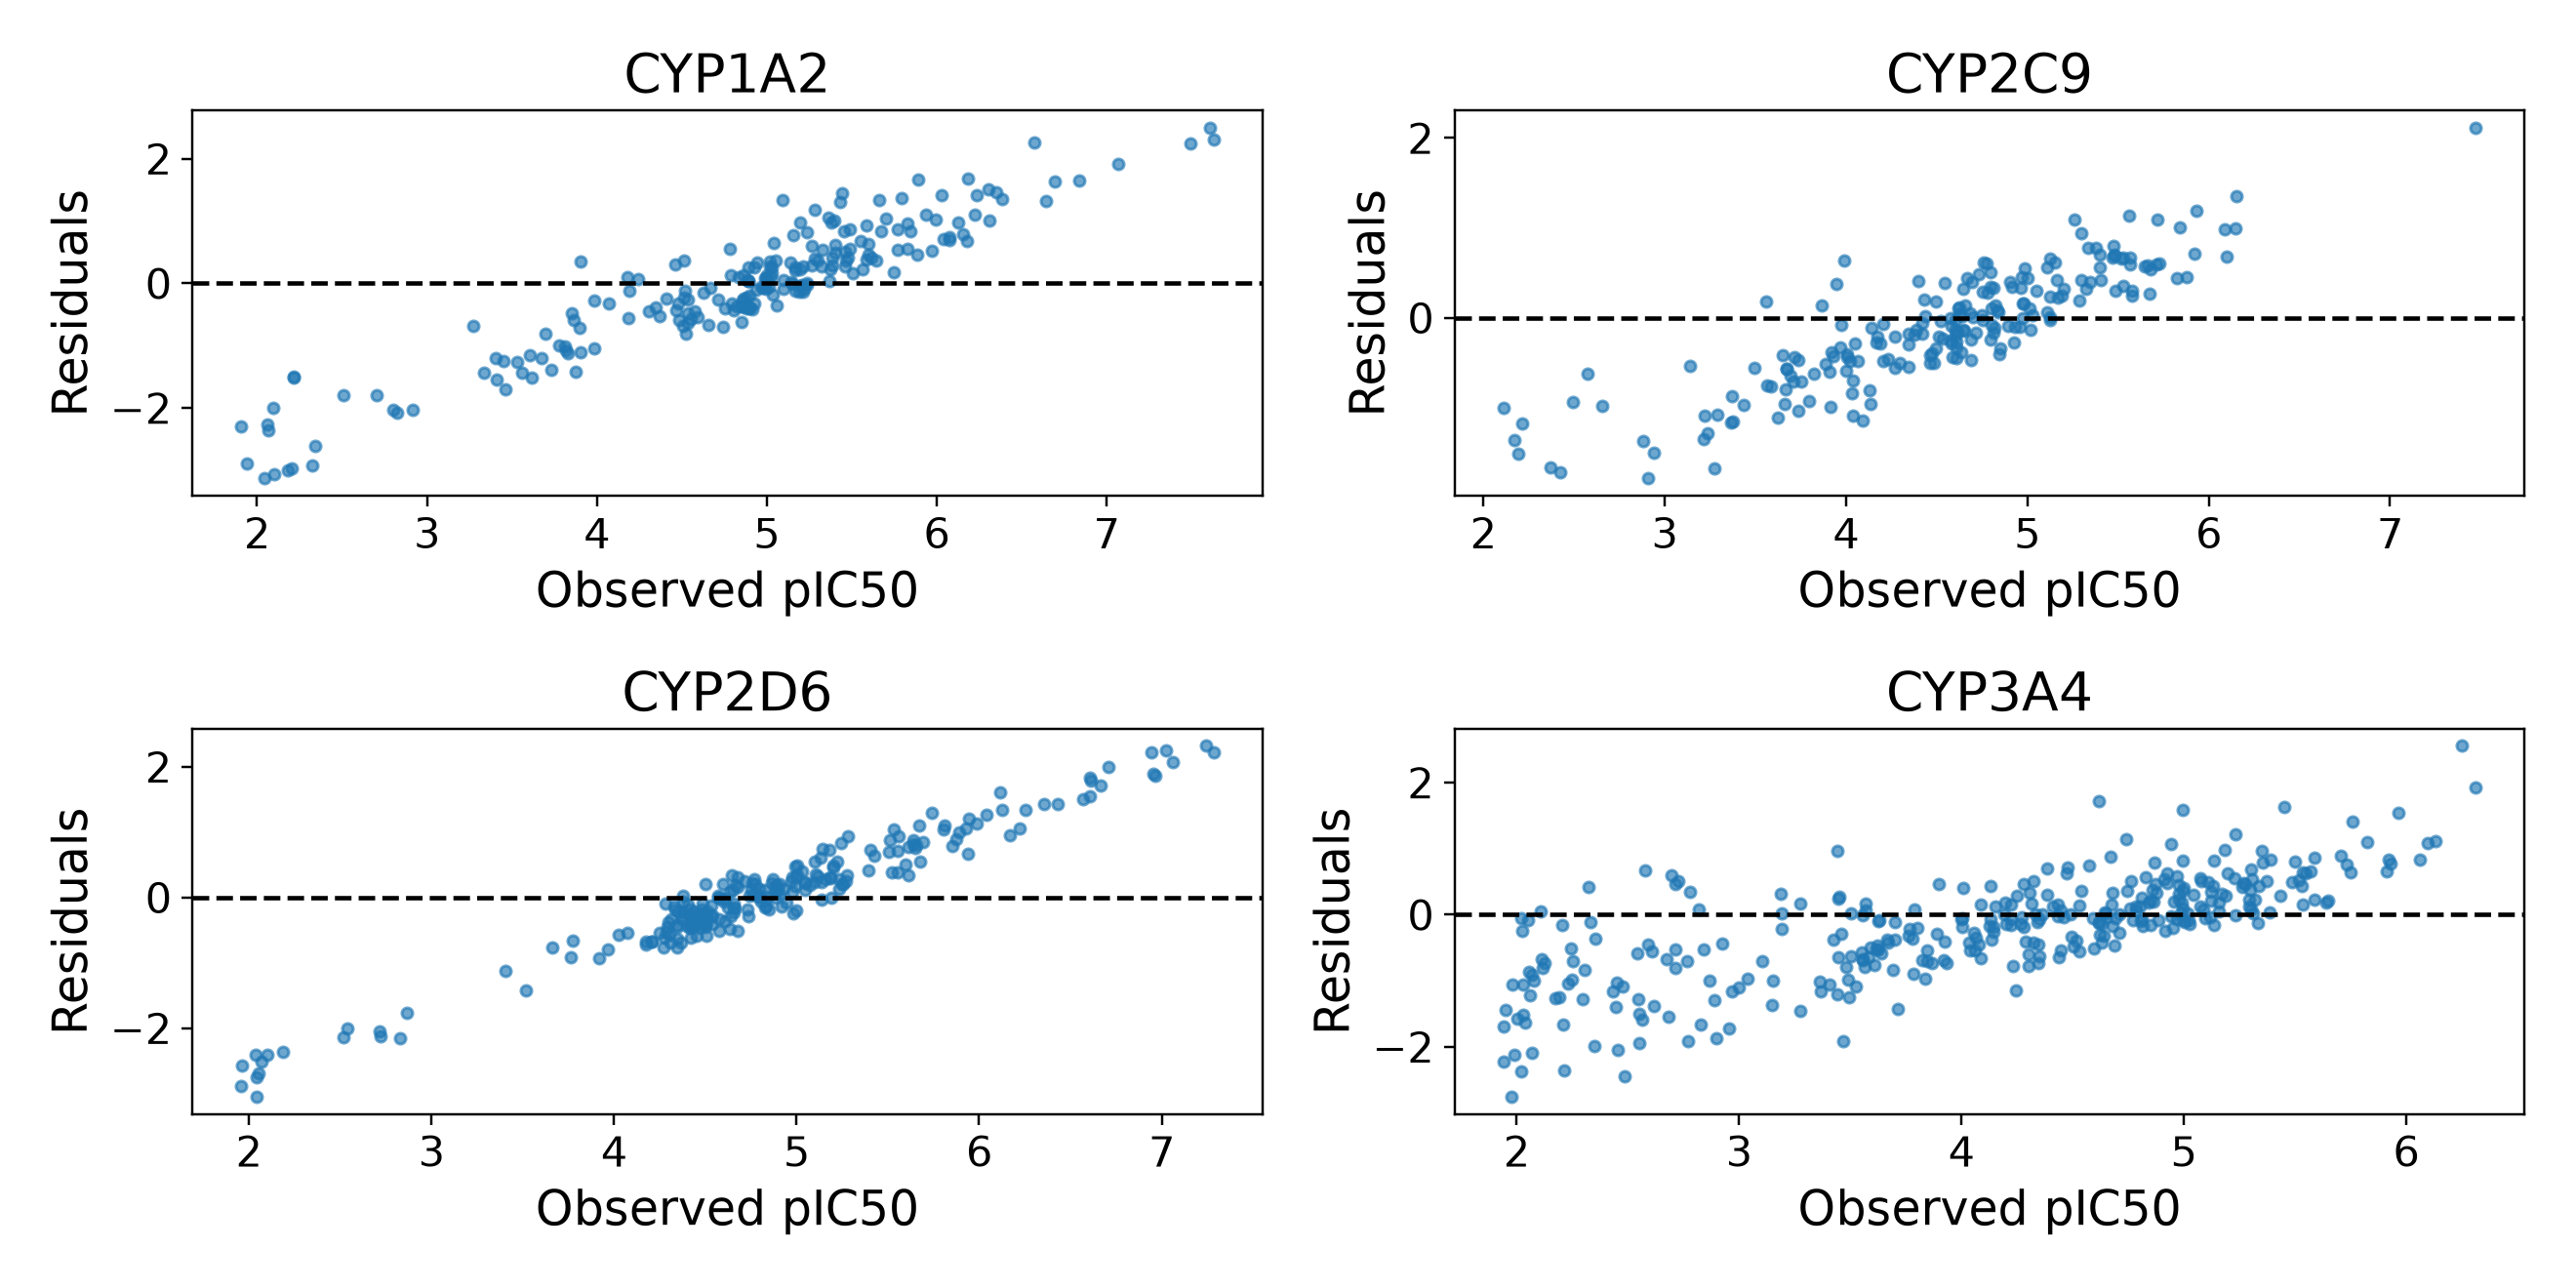 CYP1A2
2
0
−2
Residuals
2 3 4 5 6 7
Observed pIC50
CYP2C9
2
0
Residuals
2 3 4 5 6 7
Observed pIC50
CYP2D6
2
0
−2
Residuals
2 3 4 5 6 7
Observed pIC50
CYP3A4
2
0
−2
Residuals
2 3 4 5 6
Observed pIC50